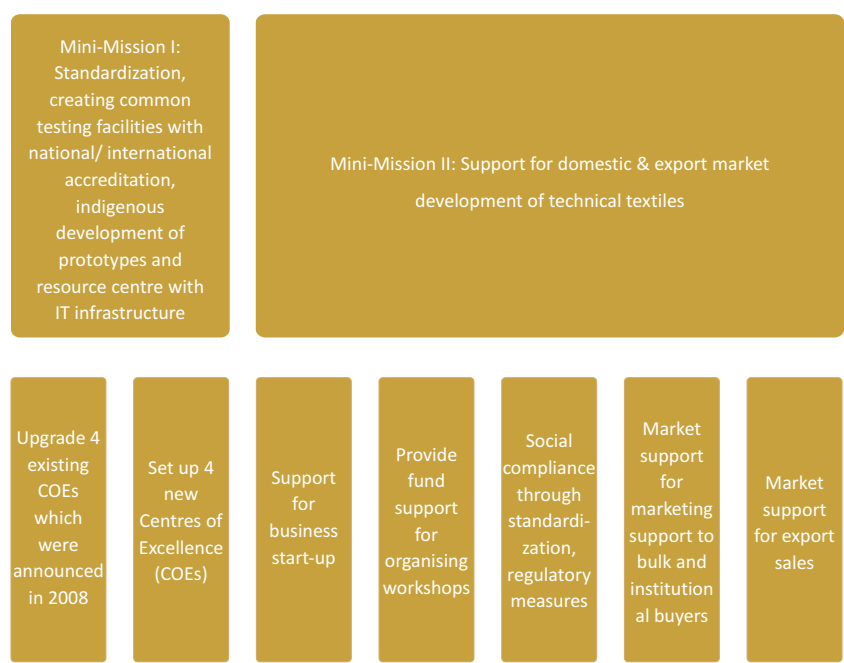 Mini-Mission I:
Standardization,
creating common
testing facilities with
national/ international
accreditation,
indigenous
development of
prototypes and
resource centre with
IT infrastructure
Mini-Mission II: Support for domestic & export market
development of technical textiles
Upgrade 4
existing
COEs
which
were
announced
in 2008
Set up 4
new
Centres of
Excellence
(COEs)
Support
for
business
start-up
Provide
fund
support
for
organising
workshops
Social
compliance
through
standardi-
zation,
regulatory
measures
Market
support
for
marketing
support to
bulk and
institution
al buyers
Market
support
for export
sales